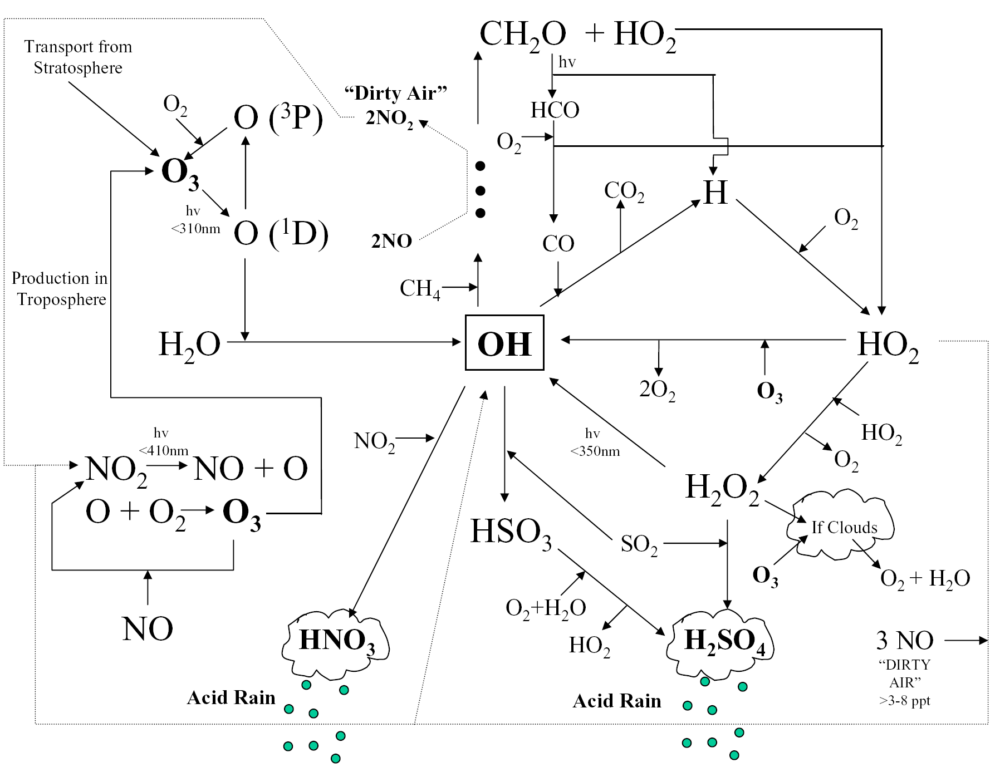 CH₂O + HO₂
hv
Transport from
Stratosphere
“Dirty Air”
2NO₂
O₂
O (³P)
HCO
O₂
O₃
hv
<310nm
O (¹D)
2NO
CO
CO₂
H
O₂
CH₄
Production in
Troposphere
H₂O
OH
HO₂
2O₂
O₃
HO₂
O₂
NO₂
hv
<350nm
hv
<410nm
NO₂
NO + O
O + O₂
O₃
H₂O₂
If Clouds
HSO₃
SO₂
O₃
O₂ + H₂O
NO
O₂+H₂O
HO₂
HNO₃
H₂SO₄
3 NO
“DIRTY
AIR”
>3-8 ppt
Acid Rain
Acid Rain